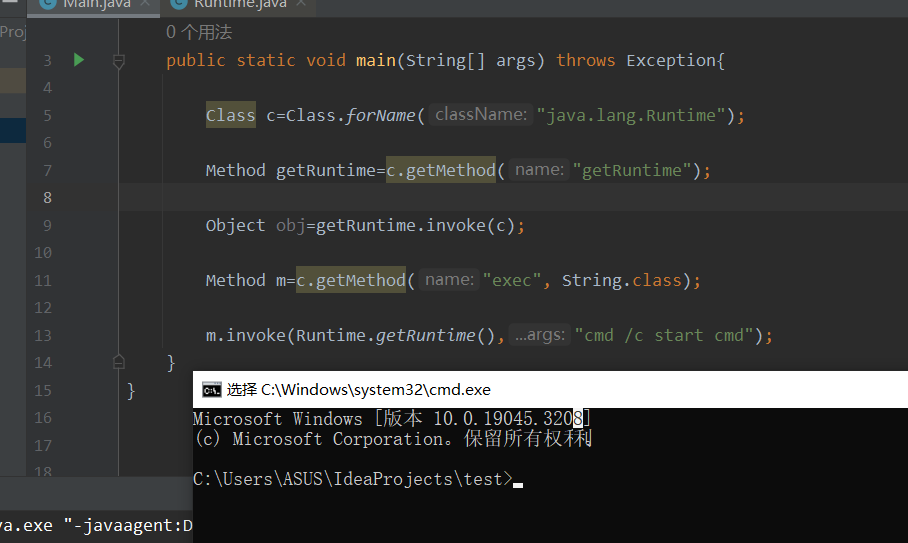 Main.java
Runtime.java
Proj
0 个用法
3 public static void main(String[] args) throws Exception{
4
5 Class c=Class.forName( className: "java.lang.Runtime");
6
7 Method getRuntime=c.getMethod( name: "getRuntime");
8
9 Object obj=getRuntime.invoke(c);
10
11 Method m=c.getMethod( name: "exec", String.class);
12
13 m.invoke(Runtime.getRuntime(), ...args: "cmd /c start cmd");
14 }
15 }
16
17
18
选择 C:\Windows\system32\cmd.exe
Microsoft Windows [版本 10.0.19045.3208]
(c) Microsoft Corporation。保留所有权利。
C:\Users\ASUS\IdeaProjects\test>
va.exe "-javaagent:D